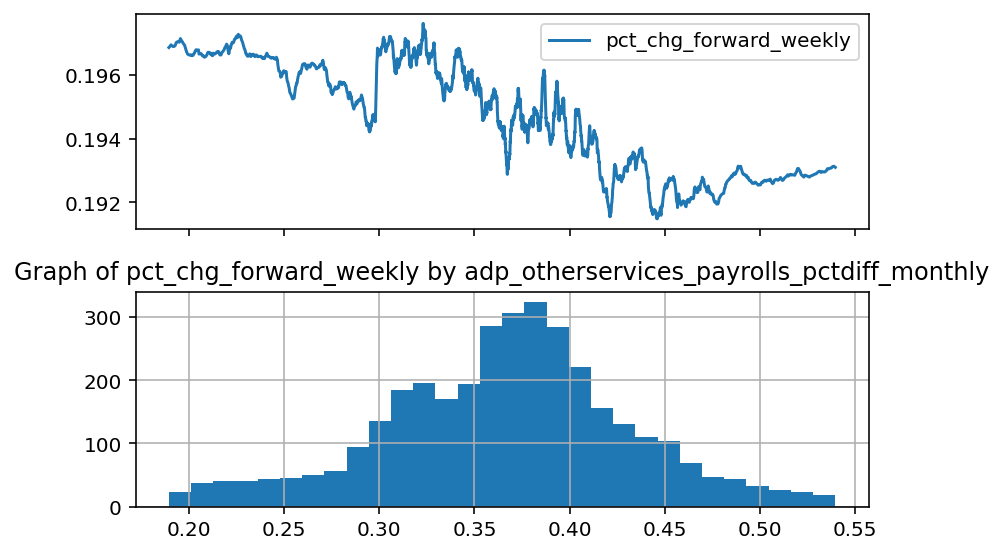 pct_chg_forward_weekly
0.196
0.194
0.192
Graph of pct_chg_forward_weekly by adp_otherservices_payrolls_pctdiff_monthly
300
200
100
0
0.20 0.25 0.30 0.35 0.40 0.45 0.50 0.55